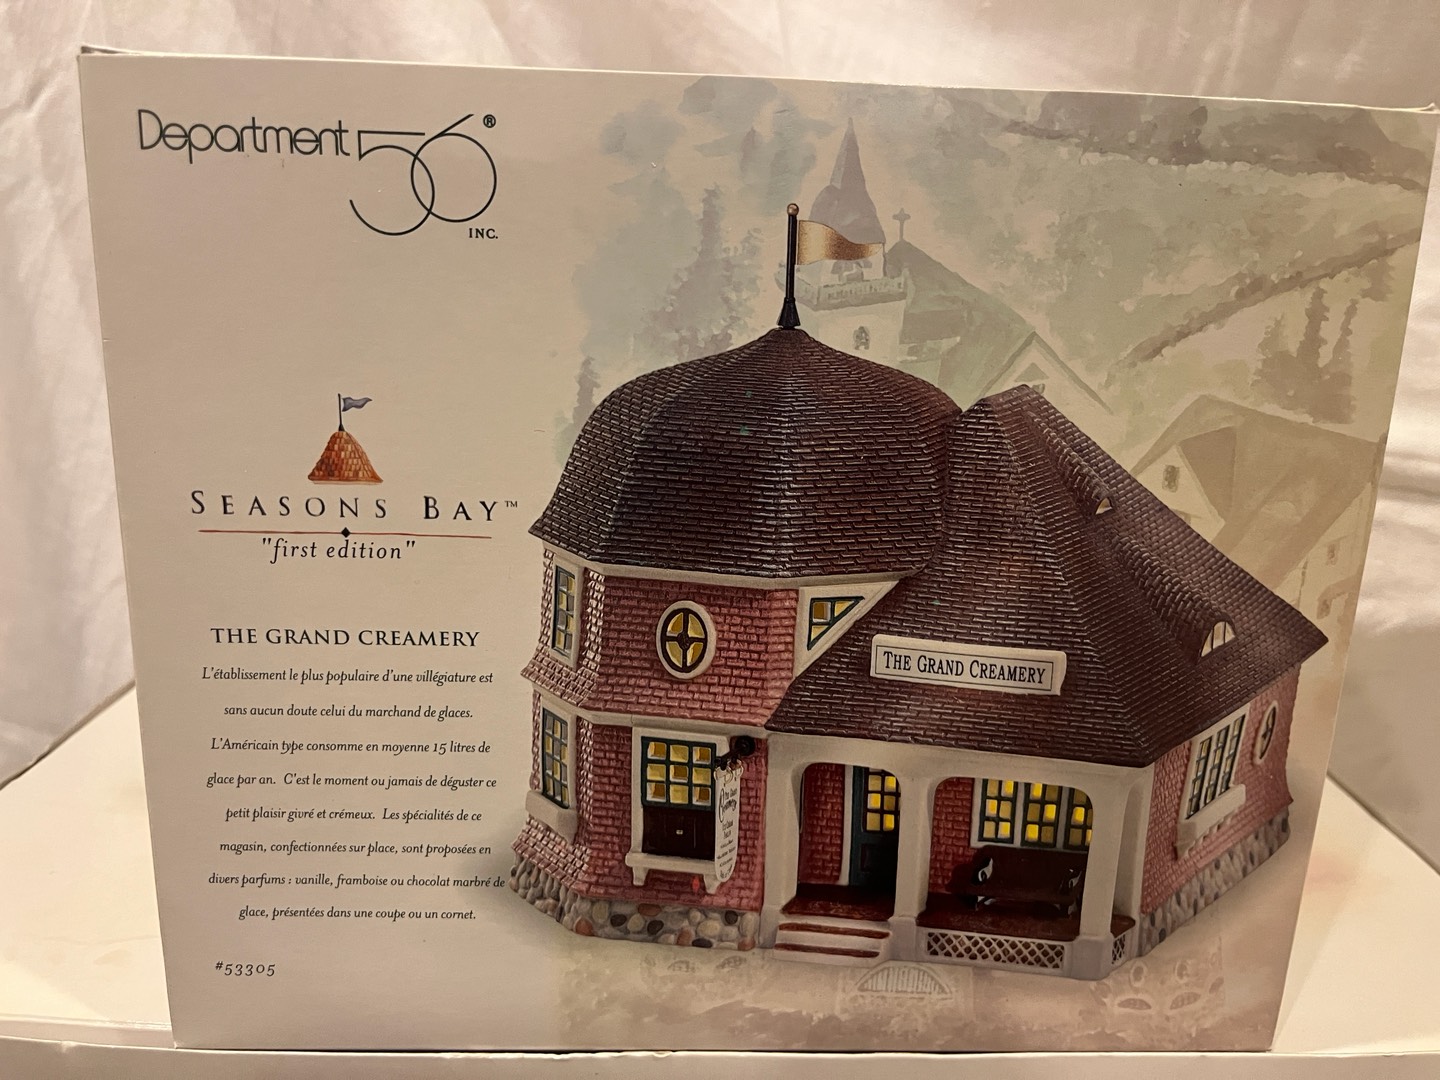 Department 56®
INC.
SEASONS BAY™
"first edition"
THE GRAND CREAMERY
L'établissement le plus populaire d'une villégiature est
sans aucun doute celui du marchand de glaces.
L'Américain type consomme en moyenne 15 litres de
glace par an. C'est le moment ou jamais de déguster ce
petit plaisir givré et crémeux. Les spécialités de ce
magasin, confectionnées sur place, sont proposées en
divers parfums : vanille, framboise ou chocolat marbré de
glace, présentées dans une coupe ou un cornet.
#53305
THE GRAND CREAMERY